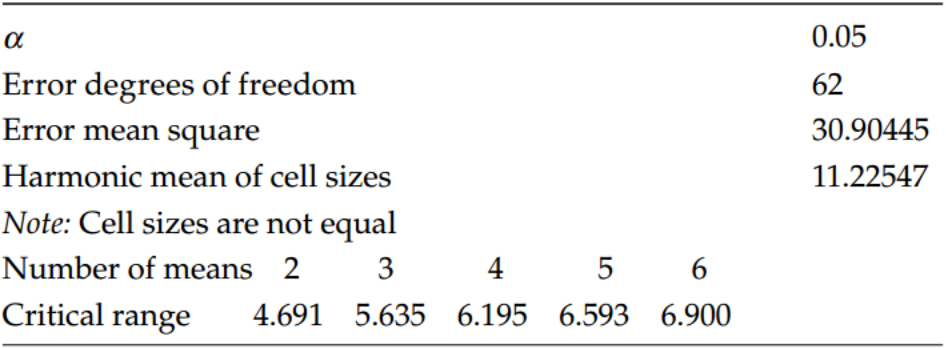 α 0.05
Error degrees of freedom 62
Error mean square 30.90445
Harmonic mean of cell sizes 11.22547
Note: Cell sizes are not equal
Number of means 2 3 4 5 6
Critical range 4.691 5.635 6.195 6.593 6.900